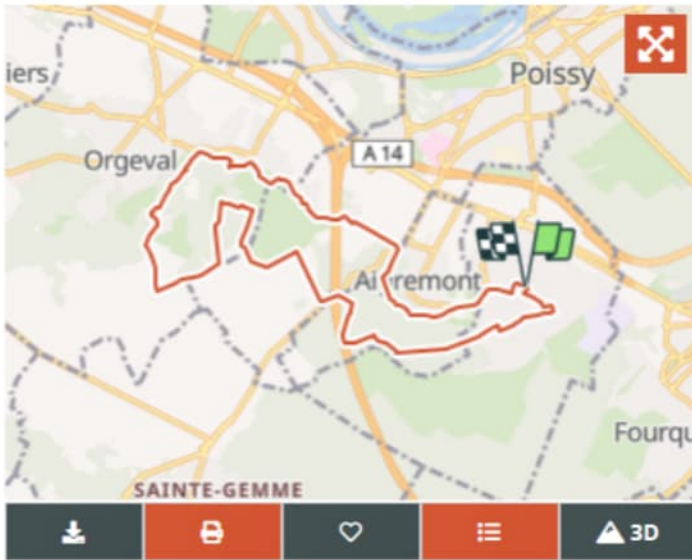 iers
Poissy
Orgeval
A 14
Ai remont
Fourqu
SAINTE-GEMME
3D